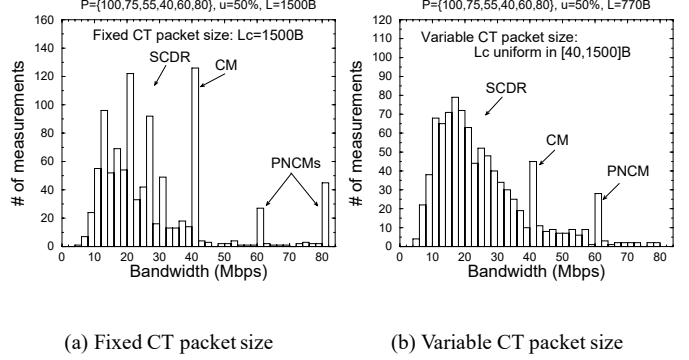 P={100,75,55,40,60,80}, u=50%, L=1500B
Fixed CT packet size: Lc=1500B
SCDR
CM
PNCMs
# of measurements
160
140
120
100
80
60
40
20
0
0 10 20 30 40 50 60 70 80
Bandwidth (Mbps)
(a) Fixed CT packet size
P={100,75,55,40,60,80}, u=50%, L=770B
Variable CT packet size:
Lc uniform in [40,1500]B
SCDR
CM
PNCM
# of measurements
120
110
100
90
80
70
60
50
40
30
20
10
0
0 10 20 30 40 50 60 70 80
Bandwidth (Mbps)
(b) Variable CT packet size